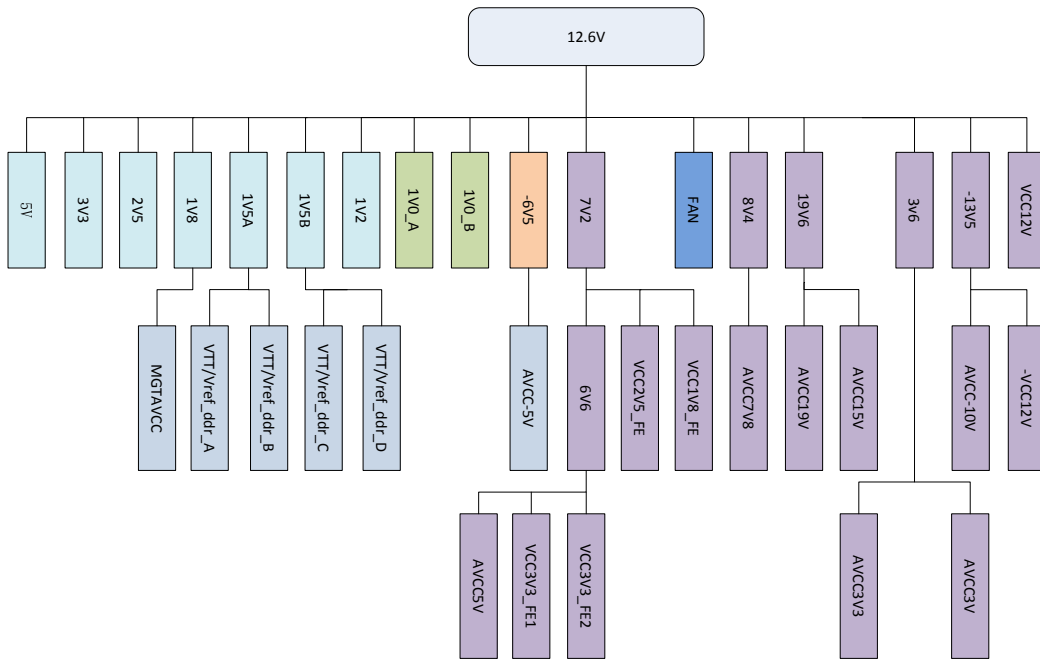 12.6V
5V
3V3
2V5
1V8
1V5A
1V5B
1V2
1V0_A
1V0_B
-6V5
7V2
FAN
8V4
19V6
3v6
-13V5
VCC12V
MGTAVCC
VTT/Vref_ddr_A
VTT/Vref_ddr_B
VTT/Vref_ddr_C
VTT/Vref_ddr_D
AVCC-5V
6V6
VCC2V5_FE
VCC1V8_FE
AVCC7V8
AVCC19V
AVCC15V
AVCC-10V
-VCC12V
AVCC5V
VCC3V3_FE1
VCC3V3_FE2
AVCC3V3
AVCC3V